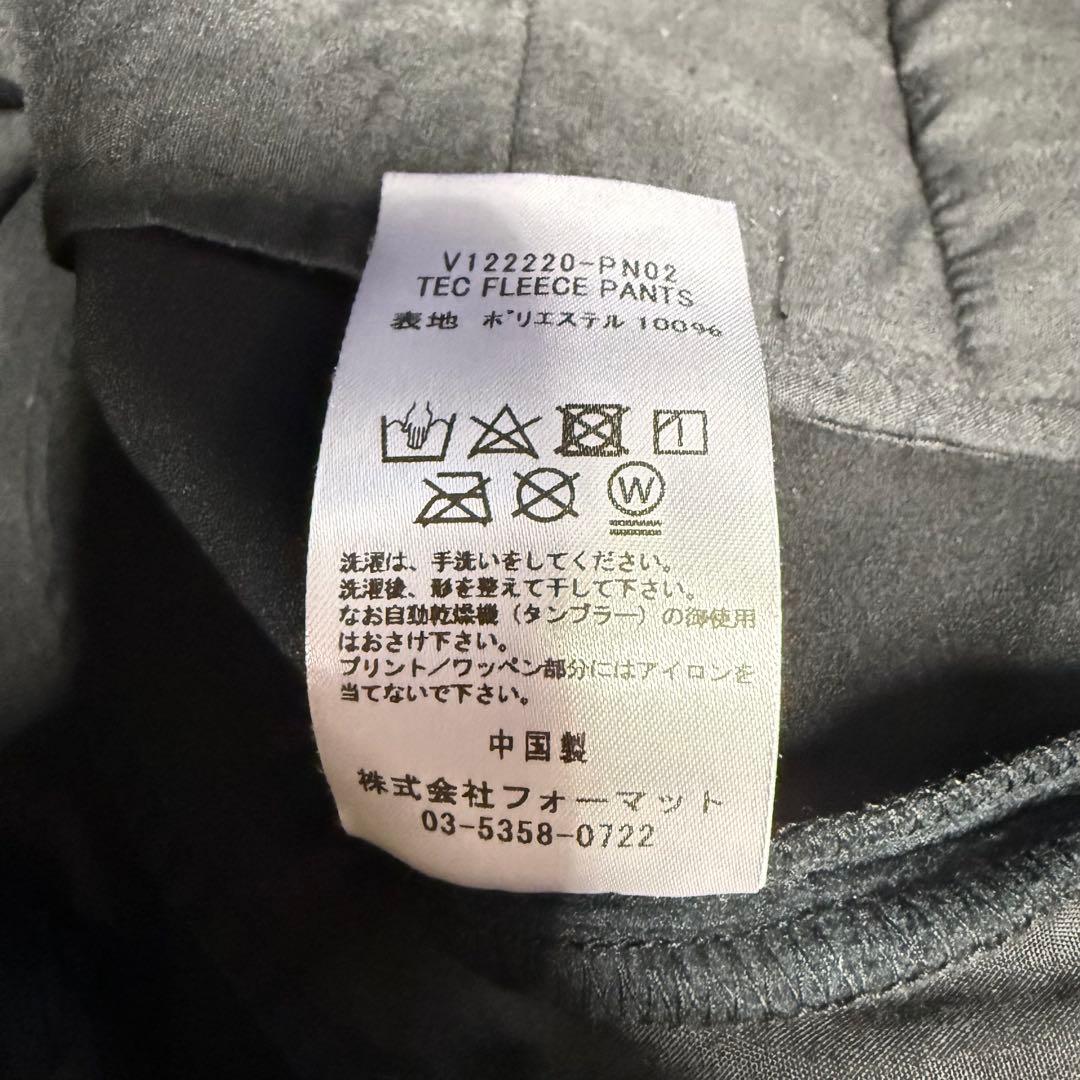 V122220-PN02
TEC FLEECE PANTS
表地 ポリエステル 100%
W
洗濯は、手洗いをしてください。
洗濯後、形を整えて干して下さい。
なお自動乾燥機（タンブラー）の御使用
はおさけ下さい。
プリント／ワッペン部分にはアイロンを
当てないで下さい。
中国製
株式会社フォーマット
03-5358-0722